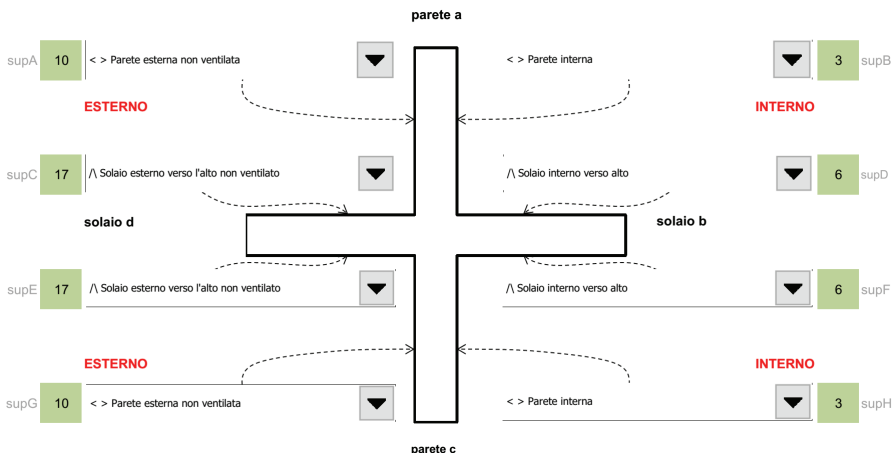 parete a
supA 10 < > Parete esterna non ventilata
< > Parete interna 3 supB
ESTERNO
INTERNO
supC 17 /\ Solaio esterno verso l'alto non ventilato
/\ Solaio interno verso alto 6 supD
solaio d
solaio b
supE 17 /\ Solaio esterno verso l'alto non ventilato
/\ Solaio interno verso alto 6 supF
ESTERNO
INTERNO
supG 10 < > Parete esterna non ventilata
< > Parete interna 3 supH
parete c